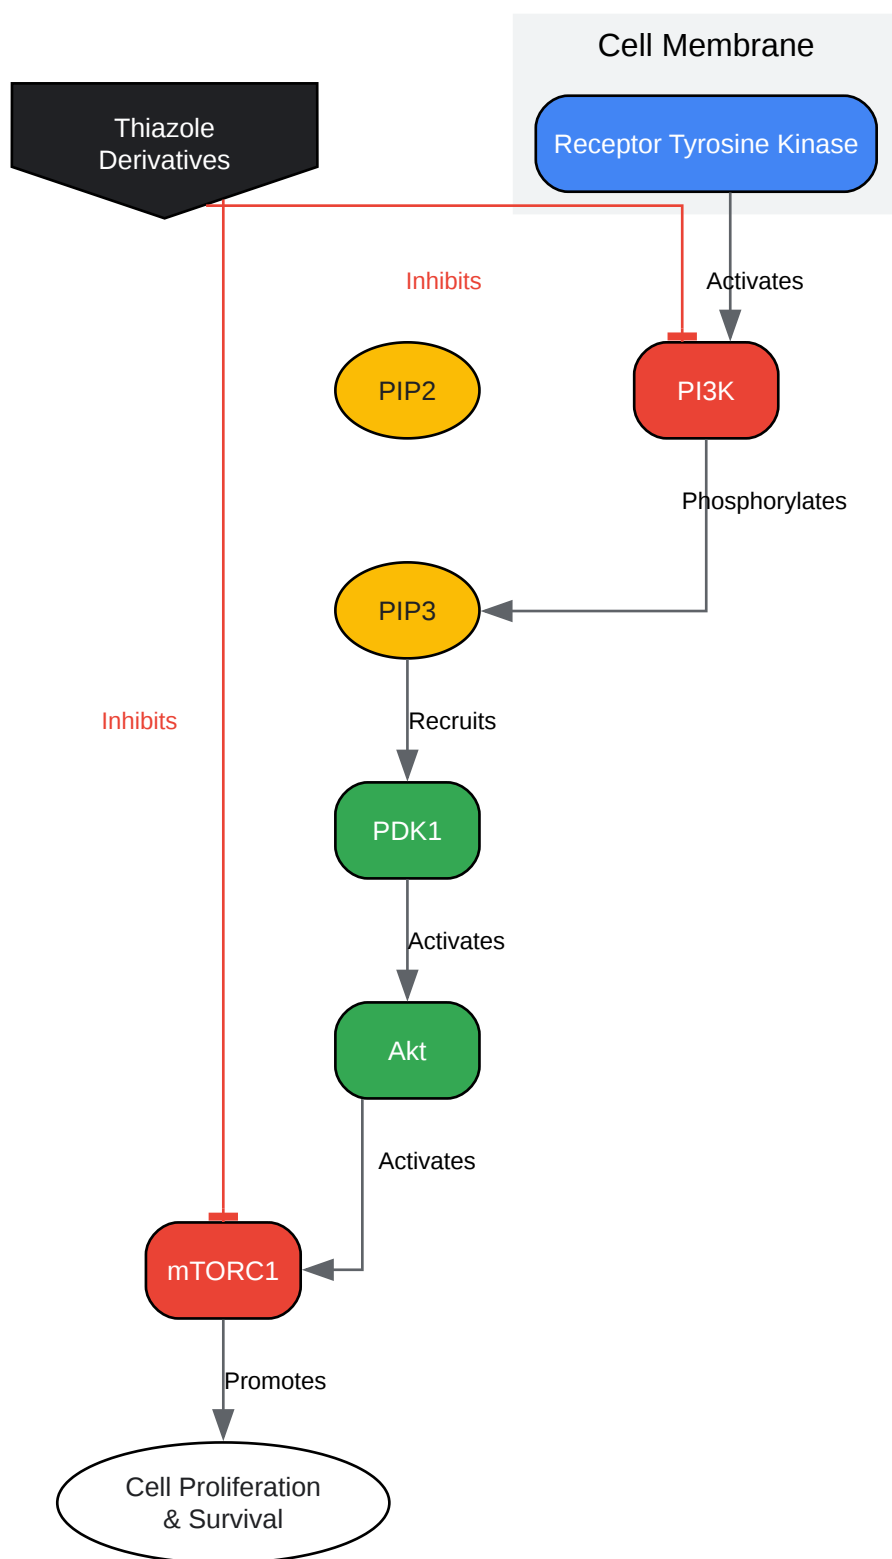 Cell Membrane
Thiazole
Derivatives
Receptor Tyrosine Kinase
Inhibits
Activates
PIP2
PI3K
Phosphorylates
PIP3
Inhibits
Recruits
PDK1
Activates
Akt
Activates
mTORC1
Promotes
Cell Proliferation
& Survival